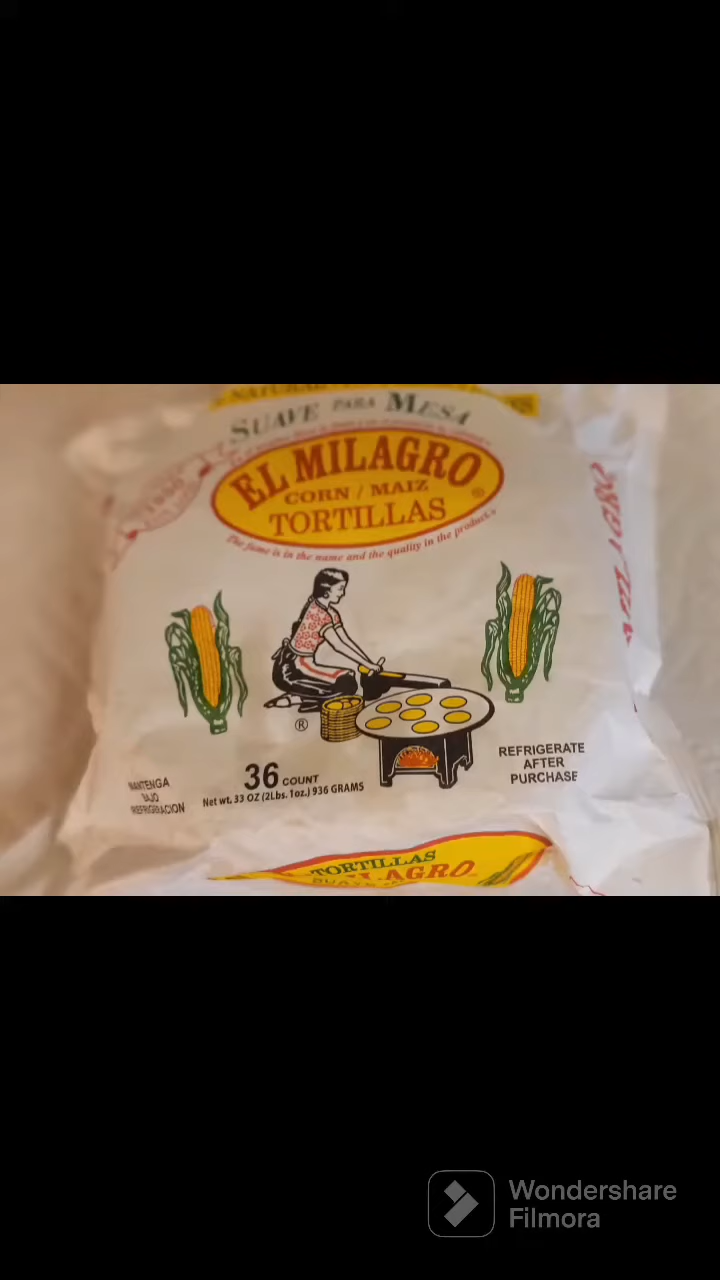 NATURAL
SUAVE PARA MESA
1950
EL MILAGRO
®
CORN / MAIZ
TORTILLAS
The fame is in the name and the quality in the product.
®
36 COUNT
Net wt. 33 OZ (2Lbs. 1oz.) 936 GRAMS
MANTENGA
BAJO
REFRIGERACION
REFRIGERATE
AFTER
PURCHASE
TORTILLAS
Wondershare
Filmora